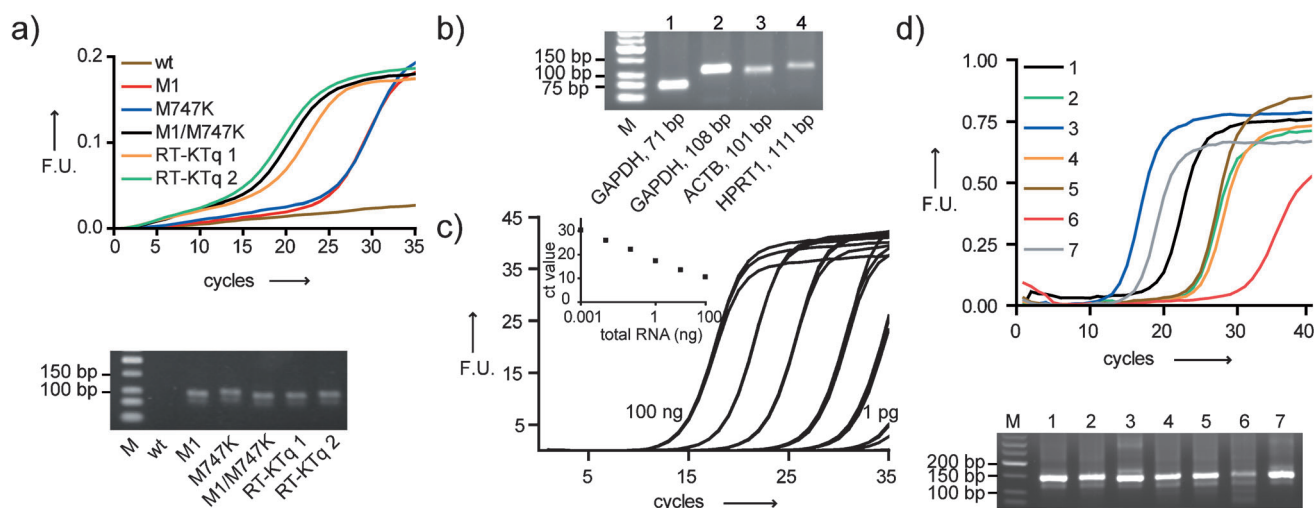 a)
0.2
0.1
0.0
F.U.
wt
M1
M747K
M1/M747K
RT-KTq 1
RT-KTq 2
0 5 10 15 20 25 30 35
cycles
150 bp
100 bp
M wt M1 M747K M1/M747K RT-KTq 1 RT-KTq 2
b)
1 2 3 4
150 bp
100 bp
75 bp
M GAPDH, 71 bp GAPDH, 108 bp ACTB, 101 bp HPRT1, 111 bp
c)
45
35
25
15
5
F.U.
30
20
10
0
ct value
0.001 1 100
total RNA (ng)
100 ng 1 pg
5 15 25 35
cycles
d)
1.00
0.75
0.50
0.25
0.00
F.U.
1
2
3
4
5
6
7
0 10 20 30 40
cycles
M 1 2 3 4 5 6 7
200 bp
150 bp
100 bp